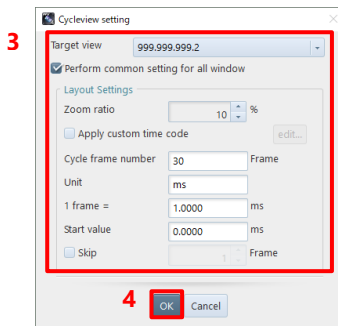 Cycleview setting
3
Target view 999.999.999.2
Perform common setting for all window
Layout Settings
Zoom ratio 10 %
Apply custom time code edit...
Cycle frame number 30 Frame
Unit ms
1 frame = 1.0000 ms
Start value 0.0000 ms
Skip 1 Frame
4 OK Cancel